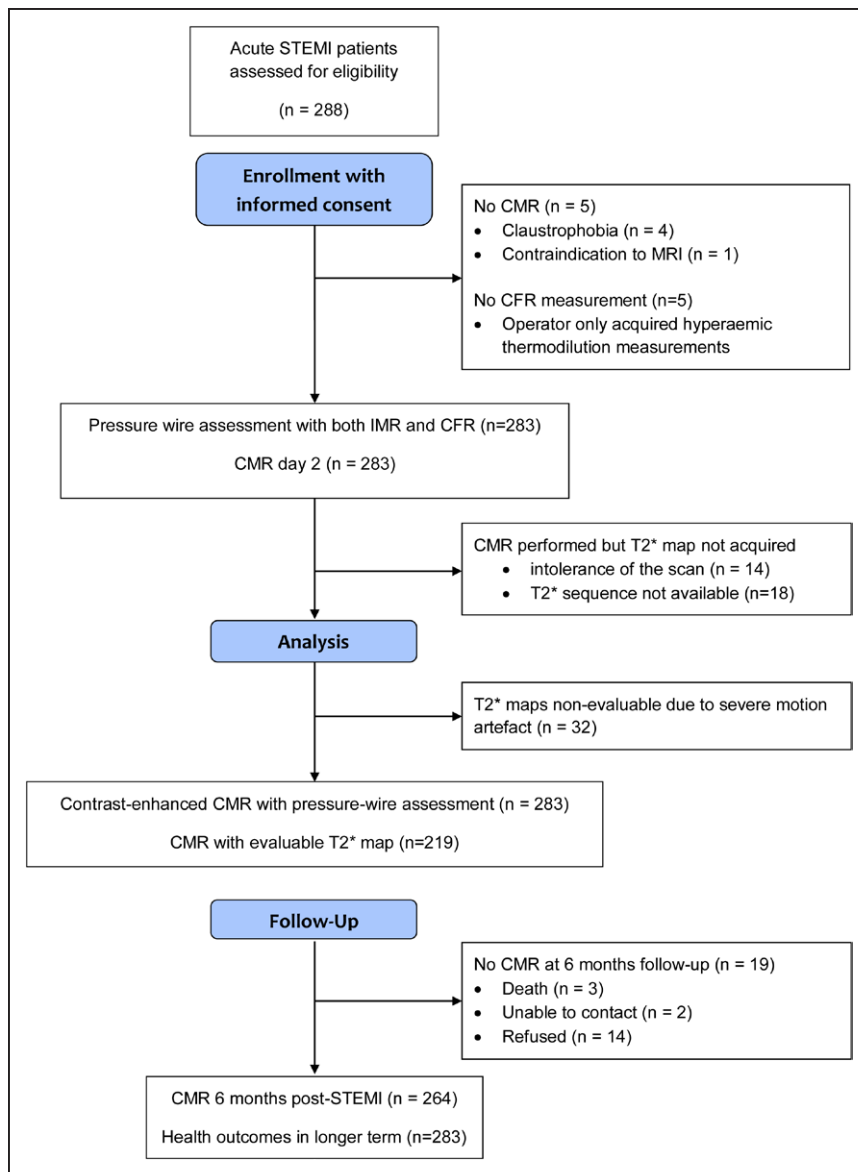 Acute STEMI patients
assessed for eligibility
(n = 288)
Enrollment with
informed consent
No CMR (n = 5)
• Claustrophobia (n = 4)
• Contraindication to MRI (n = 1)
No CFR measurement (n=5)
• Operator only acquired hyperaemic
thermodilution measurements
Pressure wire assessment with both IMR and CFR (n=283)
CMR day 2 (n = 283)
CMR performed but T2* map not acquired
• intolerance of the scan (n = 14)
• T2* sequence not available (n=18)
Analysis
T2* maps non-evaluable due to severe motion
artefact (n = 32)
Contrast-enhanced CMR with pressure-wire assessment (n = 283)
CMR with evaluable T2* map (n=219)
Follow-Up
No CMR at 6 months follow-up (n = 19)
• Death (n = 3)
• Unable to contact (n = 2)
• Refused (n = 14)
CMR 6 months post-STEMI (n = 264)
Health outcomes in longer term (n=283)